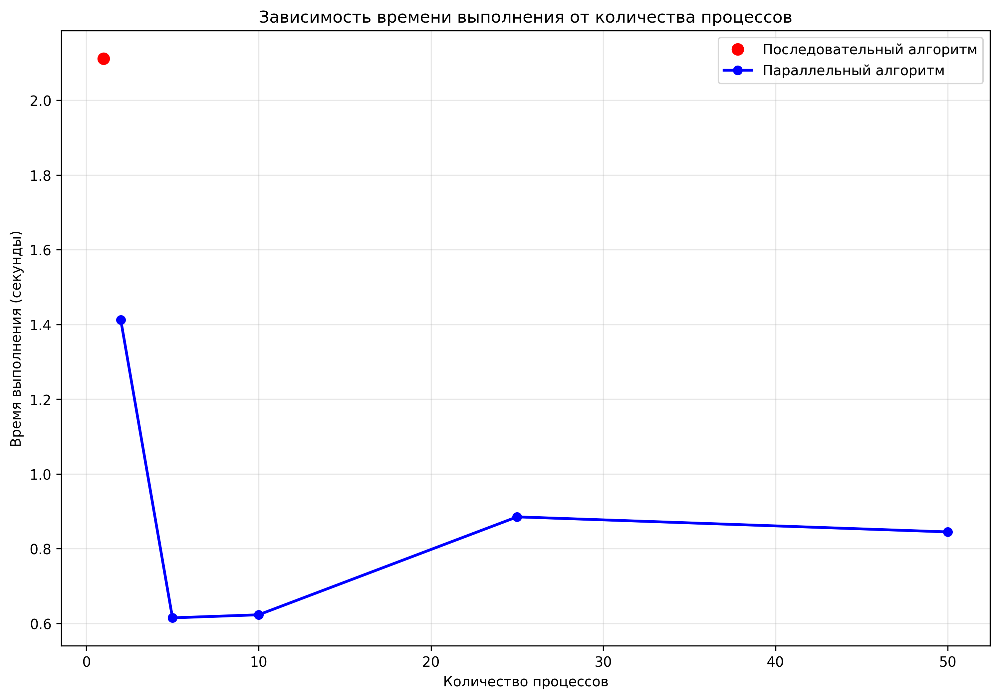 Зависимость времени выполнения от количества процессов
Последовательный алгоритм
Параллельный алгоритм
Время выполнения (секунды)
2.0
1.8
1.6
1.4
1.2
1.0
0.8
0.6
0
10
20
30
40
50
Количество процессов